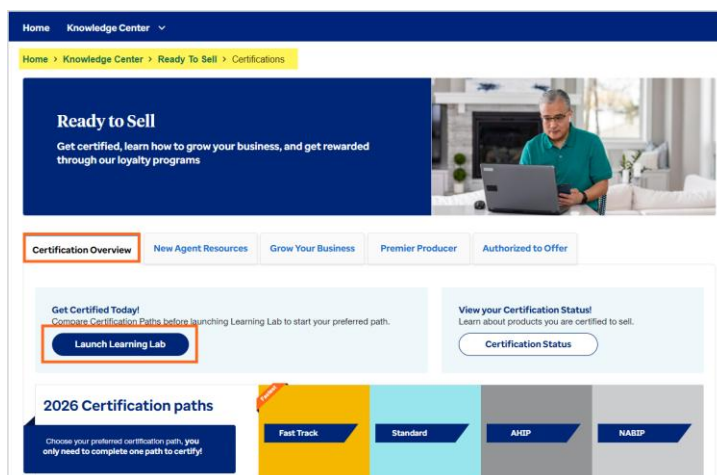 Home Knowledge Center
Home > Knowledge Center > Ready To Sell > Certifications
Ready to Sell
Get certified, learn how to grow your business, and get rewarded
through our loyalty programs
Certification Overview New Agent Resources Grow Your Business Premier Producer Authorized to Offer
Get Certified Today!
Compare Certification Paths before launching Learning Lab to start your preferred path.
Launch Learning Lab
View your Certification Status!
Learn about products you are certified to sell.
Certification Status
2026 Certification paths
Choose your preferred certification path, you
only need to complete one path to certify!
Fastest
Fast Track Standard AHIP NABIP